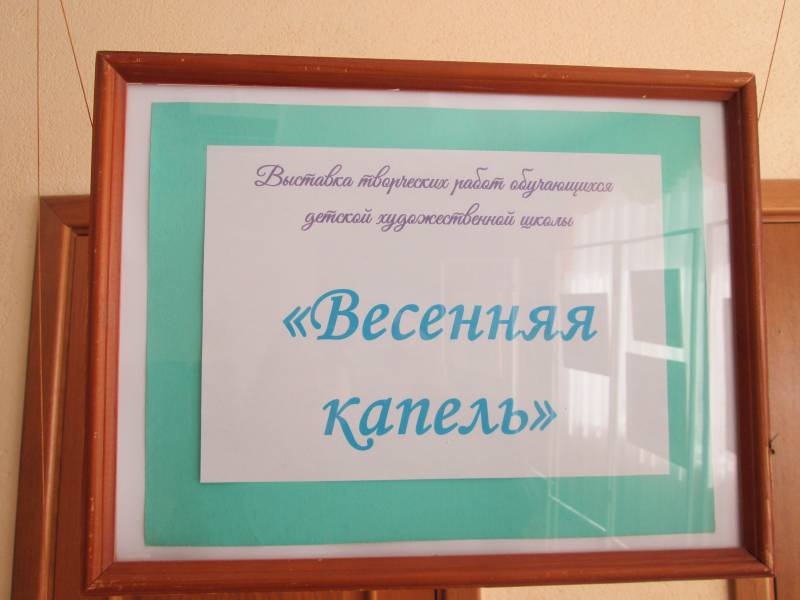 Выставка творческих работ обучающихся
детской художественной школы
«Весенняя
капель»